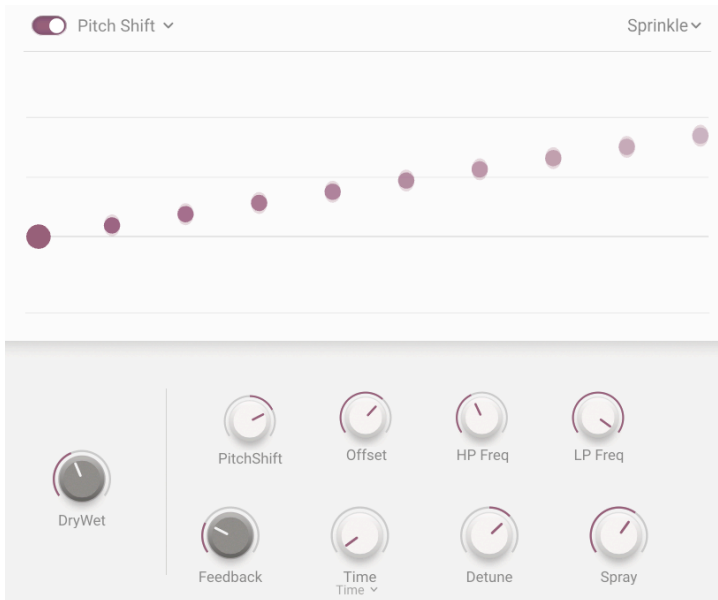 Pitch Shift
Sprinkle
PitchShift
Offset
HP Freq
LP Freq
DryWet
Feedback
Time
Time
Detune
Spray